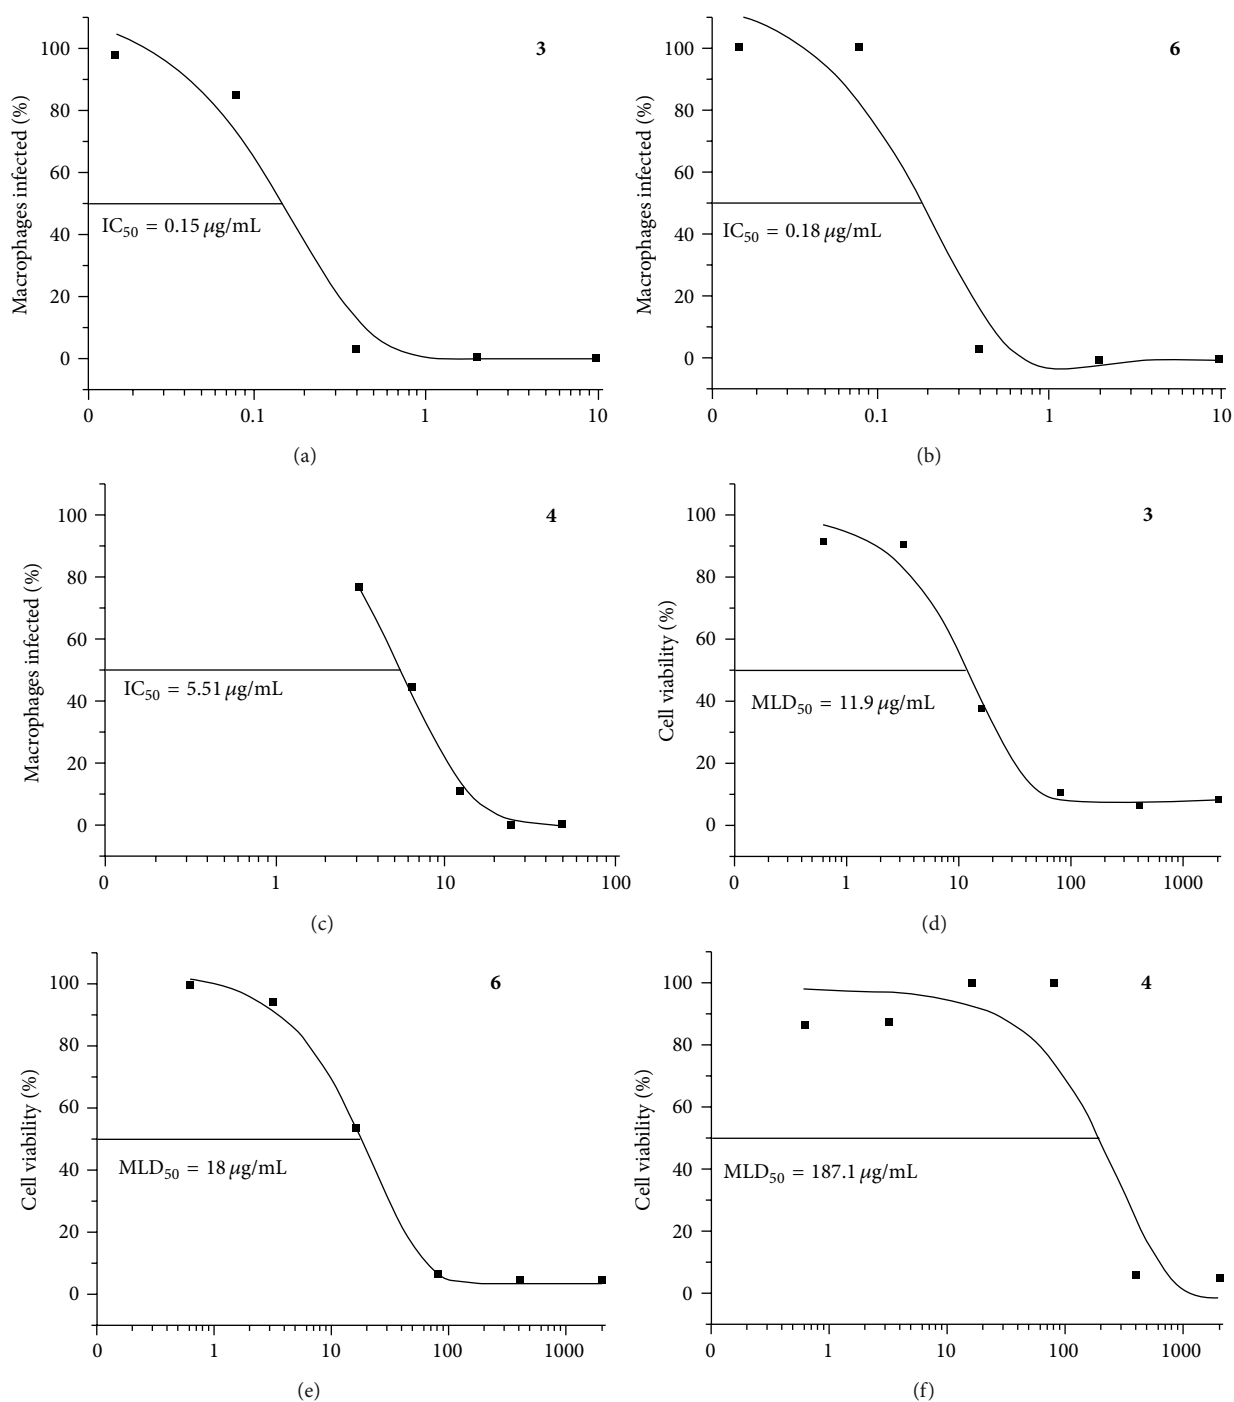 3
Macrophages infected (%)
100
80
60
40
20
0
IC50 = 0.15 μg/mL
0 0.1 1 10
(a)
6
Macrophages infected (%)
100
80
60
40
20
0
IC50 = 0.18 μg/mL
0 0.1 1 10
(b)
4
Macrophages infected (%)
100
80
60
40
20
0
IC50 = 5.51 μg/mL
0 1 10 100
(c)
3
Cell viability (%)
100
80
60
40
20
0
MLD50 = 11.9 μg/mL
0 1 10 100 1000
(d)
6
Cell viability (%)
100
80
60
40
20
0
MLD50 = 18 μg/mL
0 1 10 100 1000
(e)
4
Cell viability (%)
100
80
60
40
20
0
MLD50 = 187.1 μg/mL
0 1 10 100 1000
(f)